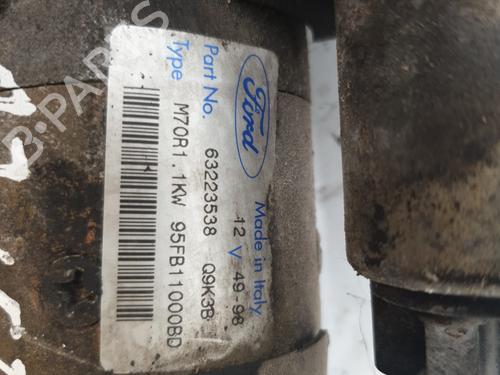 Ford
Made in Italy
12 V 49-98
Part No. 63223538 Q9K3B
Type M70R1.1KW 95FB11000BD
B-PARTS